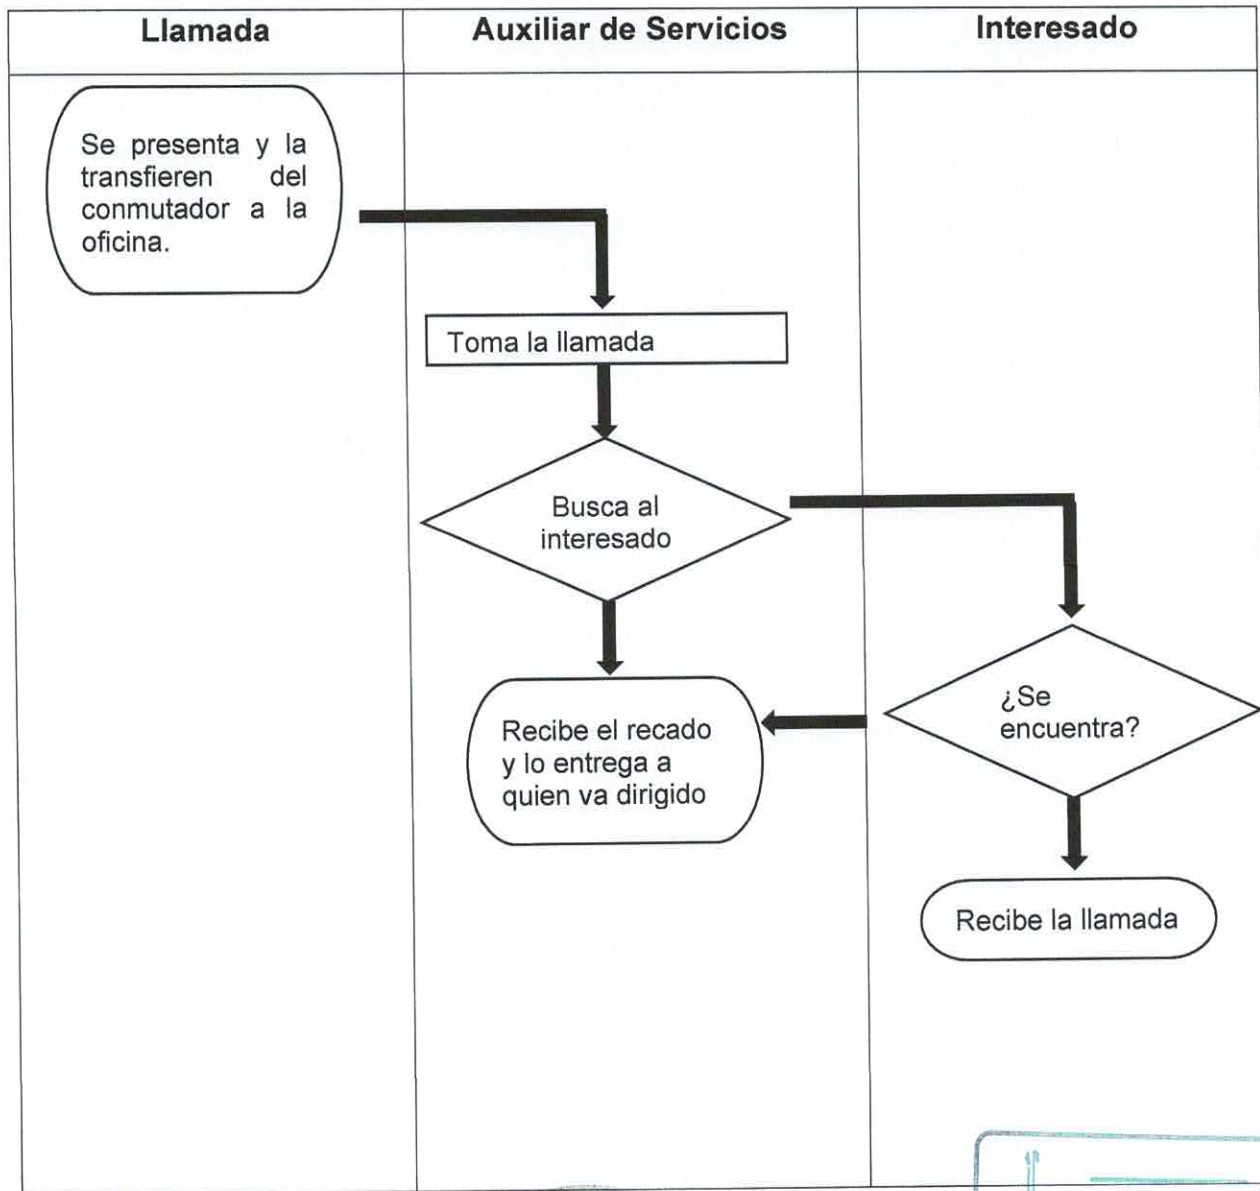 Llamada
Auxiliar de Servicios
Interesado
Se presenta y la
transfieren del
conmutador a la
oficina.
Toma la llamada
Busca al
interesado
¿Se
encuentra?
Recibe el recado
y lo entrega a
quien va dirigido
Recibe la llamada